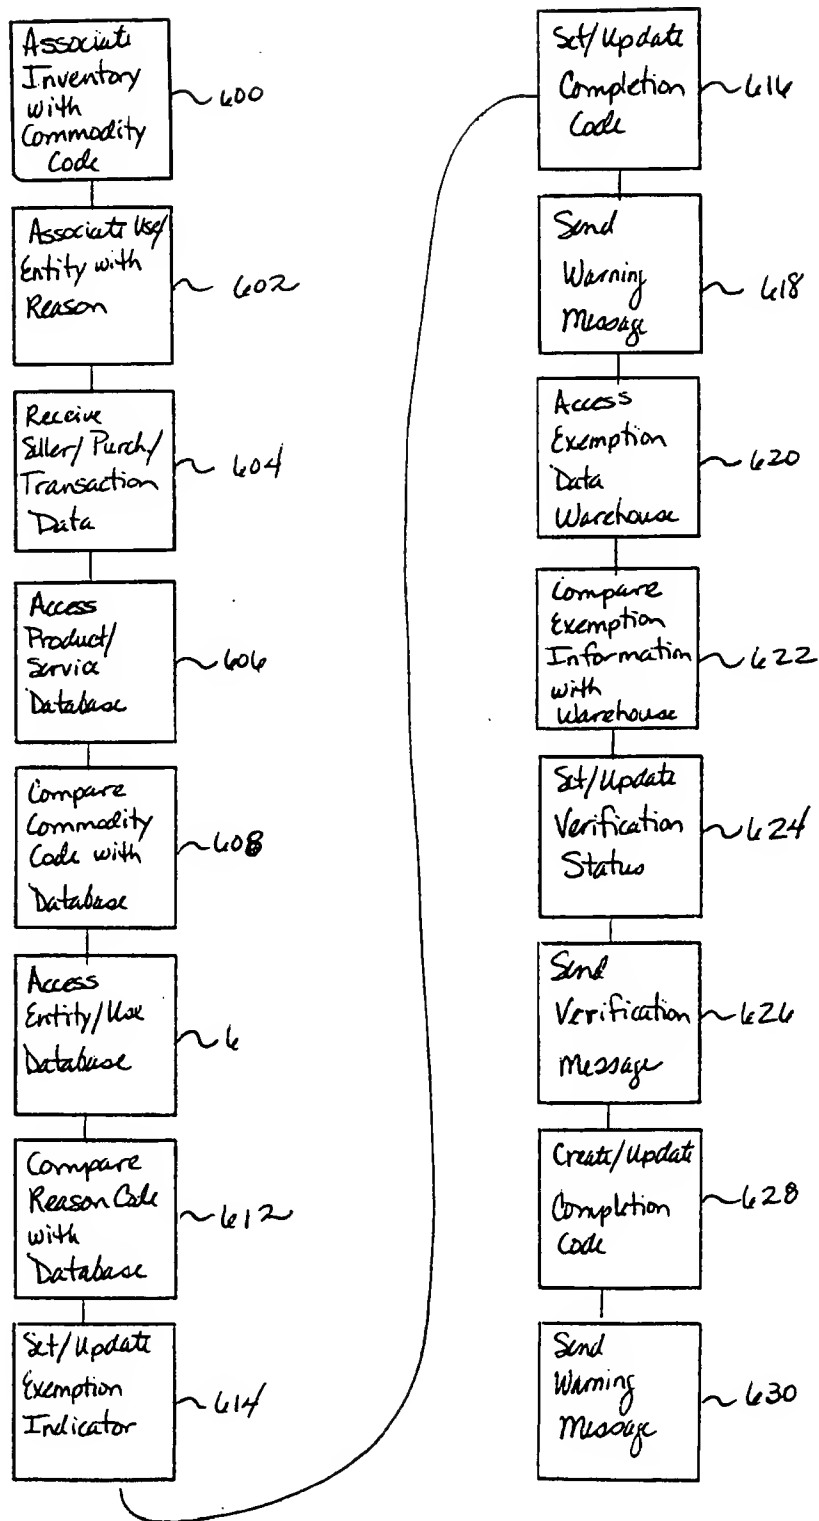 Associate
Inventory
with
Commodity
Code
600
Associate Use/
Entity with
Reason
602
Receive
Seller/Purch/
Transaction
Data
604
Access
Product/
Service
Database
606
Compare
Commodity
Code with
Database
608
Access
Entity/Use
Database
6
Compare
Reason Code
with
Database
612
Set/Update
Exemption
Indicator
614
Set/Update
Completion
Code
616
Send
Warning
Message
618
Access
Exemption
Data
Warehouse
620
Compare
Exemption
Information
with
Warehouse
622
Set/Update
Verification
Status
624
Send
Verification
Message
626
Create/Update
Completion
Code
628
Send
Warning
Message
630